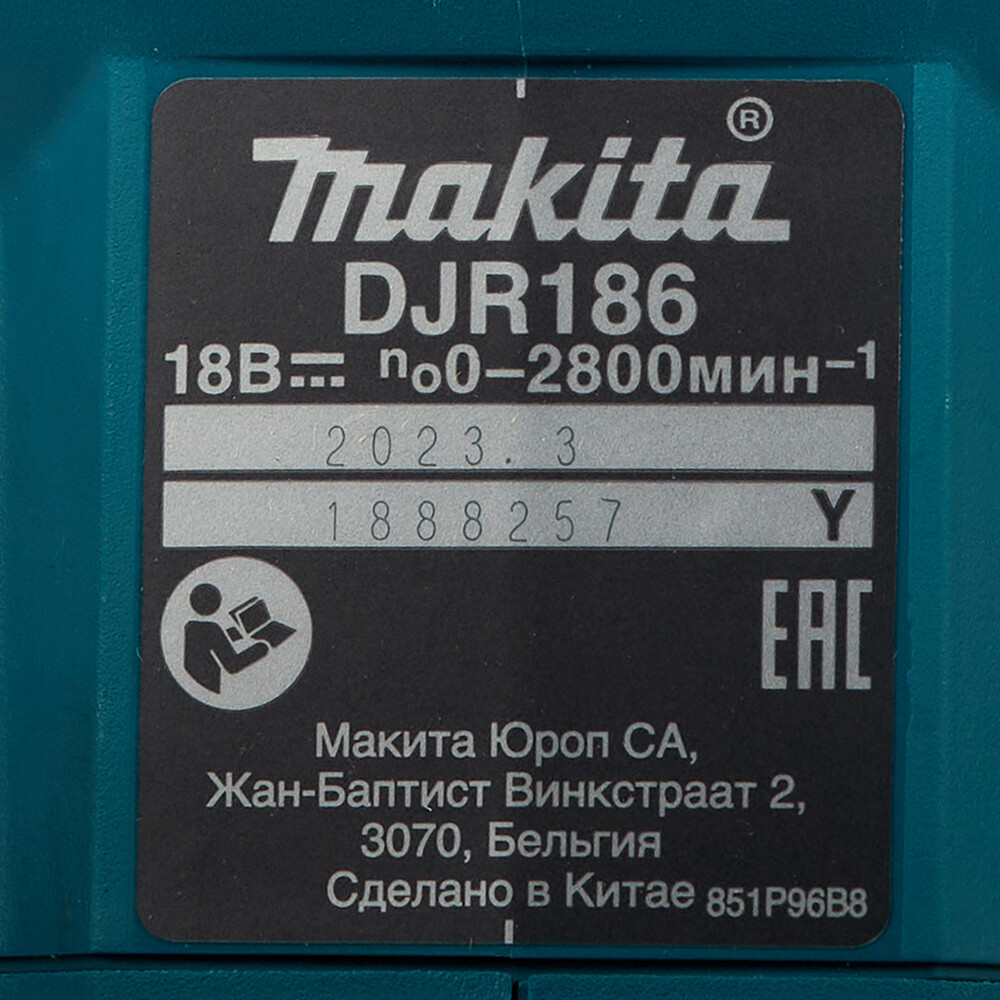 makita®
DJR186
18В n₀0–2800мин⁻¹
2023. 3
1888257 Y
EAC
Макита Юроп СА,
Жан-Баптист Винкстраат 2,
3070, Бельгия
Сделано в Китае 851P96B8